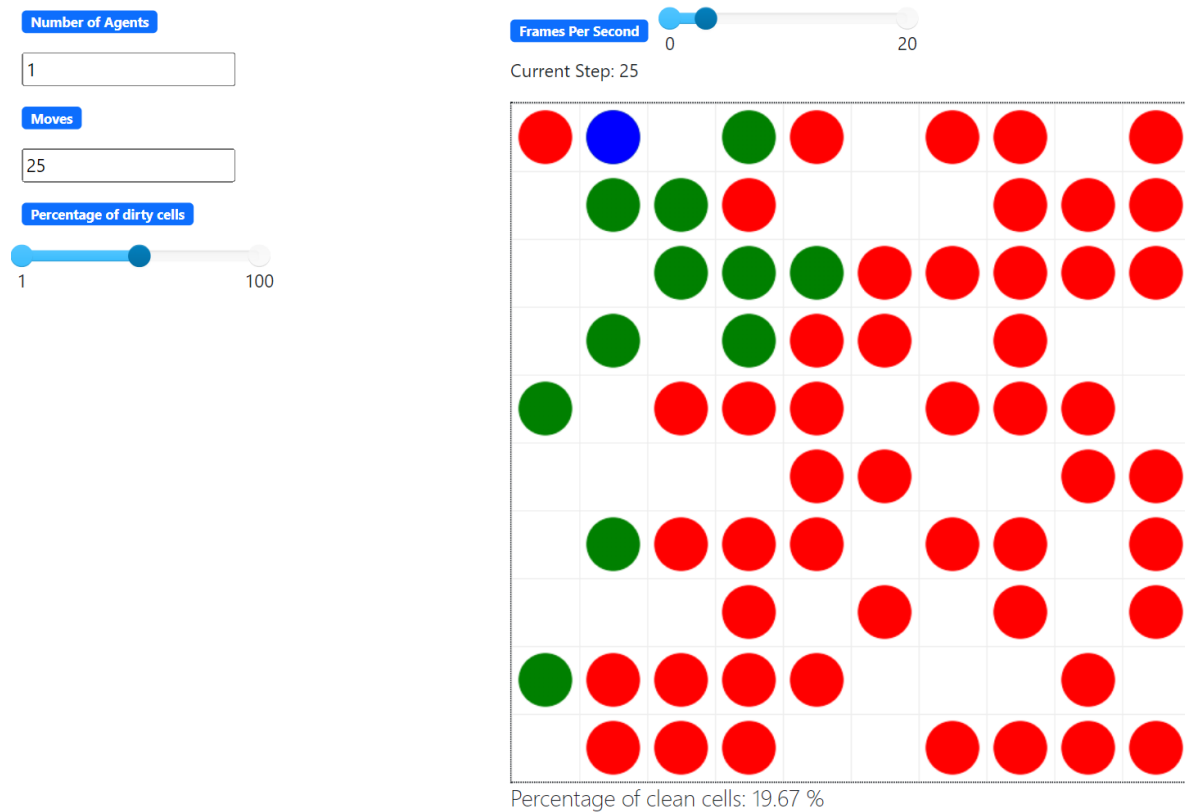 Number of Agents
1
Moves
25
Percentage of dirty cells
1 100
Frames Per Second
0 20
Current Step: 25
Percentage of clean cells: 19.67 %